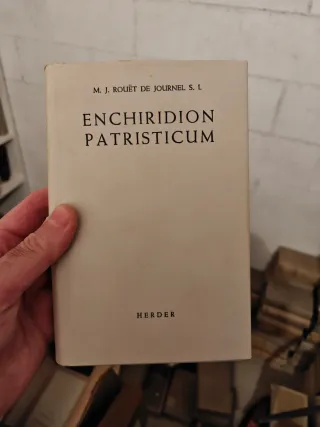 M. J. ROUËT DE JOURNEL S. I.
ENCHIRIDION
PATRISTICUM
HERDER